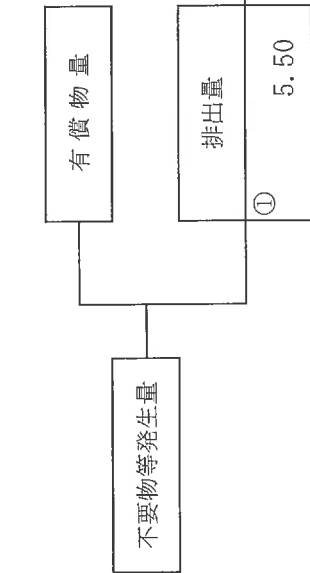 不要物等発生量
有償物量
排出量
①
5.50